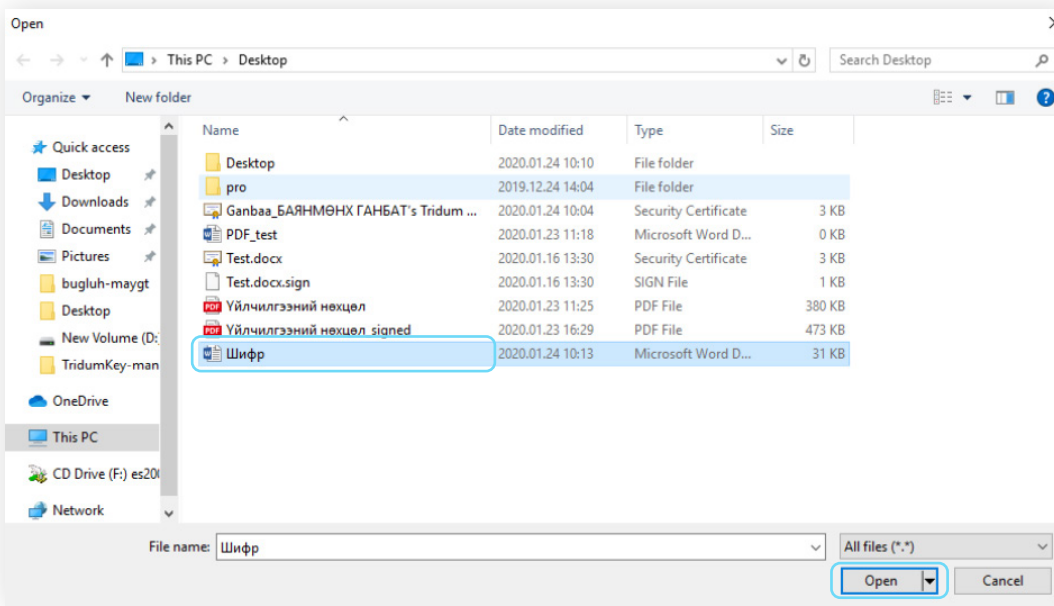 Open
This PC > Desktop
Search Desktop
Organize
New folder
Name Date modified Type Size
Quick access
Desktop
Downloads
Documents
Pictures
bugluh-maygt
Desktop
New Volume (D:
TridumKey-man
OneDrive
This PC
CD Drive (F:) es200
Network
Desktop 2020.01.24 10:10 File folder
pro 2019.12.24 14:04 File folder
Ganbaa_БАЯНМӨНХ ГАНБАТ's Tridum ... 2020.01.24 10:04 Security Certificate 3 KB
PDF_test 2020.01.23 11:18 Microsoft Word D... 0 KB
Test.docx 2020.01.16 13:30 Security Certificate 3 KB
Test.docx.sign 2020.01.16 13:30 SIGN File 1 KB
PDF Үйлчилгээний нөхцөл 2020.01.23 11:25 PDF File 380 KB
PDF Үйлчилгээний нөхцөл_signed 2020.01.23 16:29 PDF File 473 KB
Шифр 2020.01.24 10:13 Microsoft Word D... 31 KB
File name: Шифр
All files (*.*)
Open Cancel